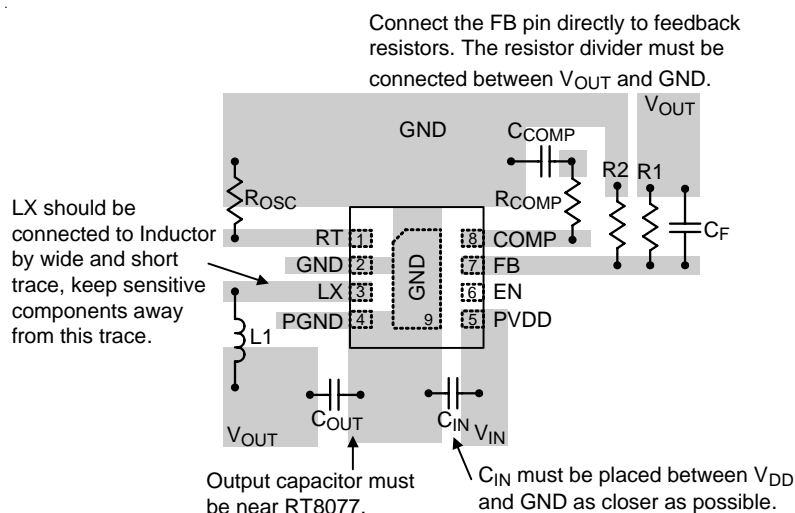 Connect the FB pin directly to feedback
resistors. The resistor divider must be
connected between VOUT and GND.
VOUT
GND
CCOMP
R2 R1
ROSC
RCOMP
CF
LX should be
connected to Inductor
by wide and short
trace, keep sensitive
components away
from this trace.
RT 1
GND 2
LX 3
PGND 4
GND
9
8 COMP
7 FB
6 EN
5 PVDD
L1
VOUT
COUT
CIN
VIN
Output capacitor must
be near RT8077.
CIN must be placed between VDD
and GND as closer as possible.